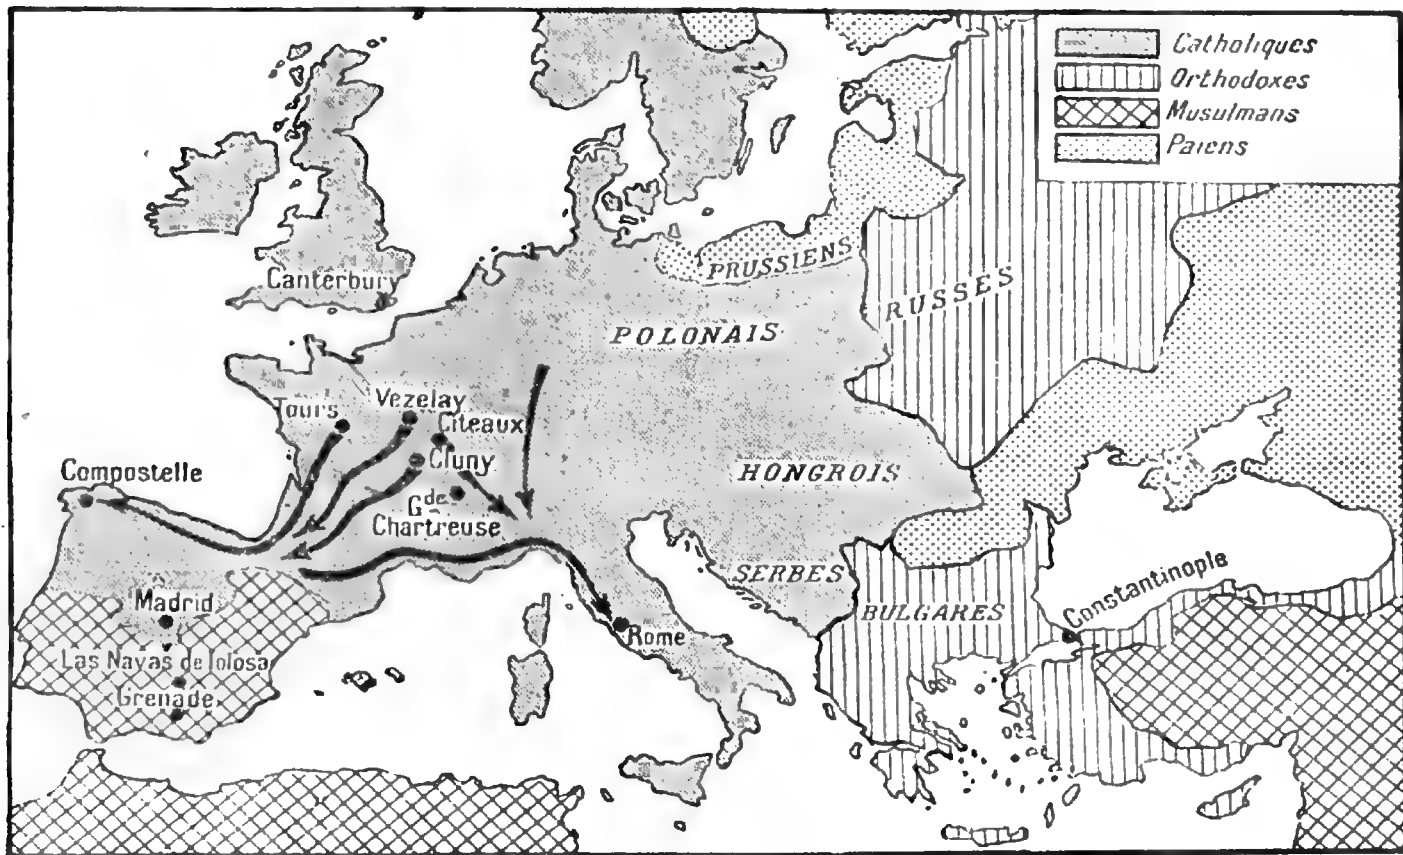 Catholiques
Orthodoxes
Musulmans
Paiens
Canterbury
PRUSSIENS
RUSSES
POLONAIS
Tours
Vezelay
Citeaux
Cluny
Compostelle
HONGROIS
Gde
Chartreuse
SERBES
Constantinople
Madrid
BULGARES
Rome
Las Navas de Tolosa
Grenade